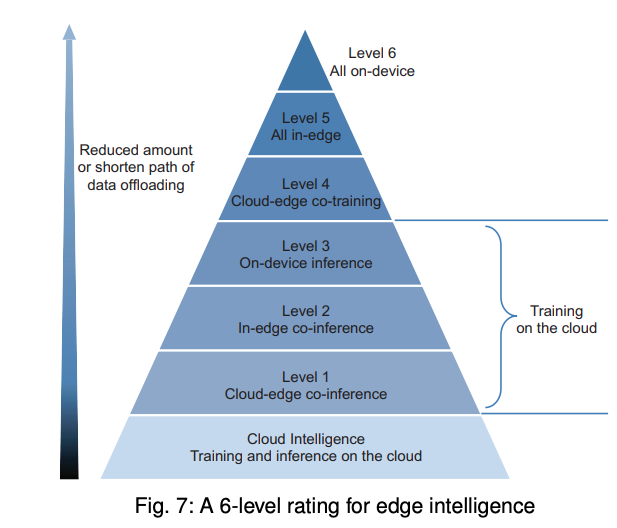 Level 6
All on-device
Level 5
All in-edge
Reduced amount
or shorten path of
data offloading
Level 4
Cloud-edge co-training
Level 3
On-device inference
Level 2
In-edge co-inference
Training
on the cloud
Level 1
Cloud-edge co-inference
Cloud Intelligence
Training and inference on the cloud
Fig. 7: A 6-level rating for edge intelligence